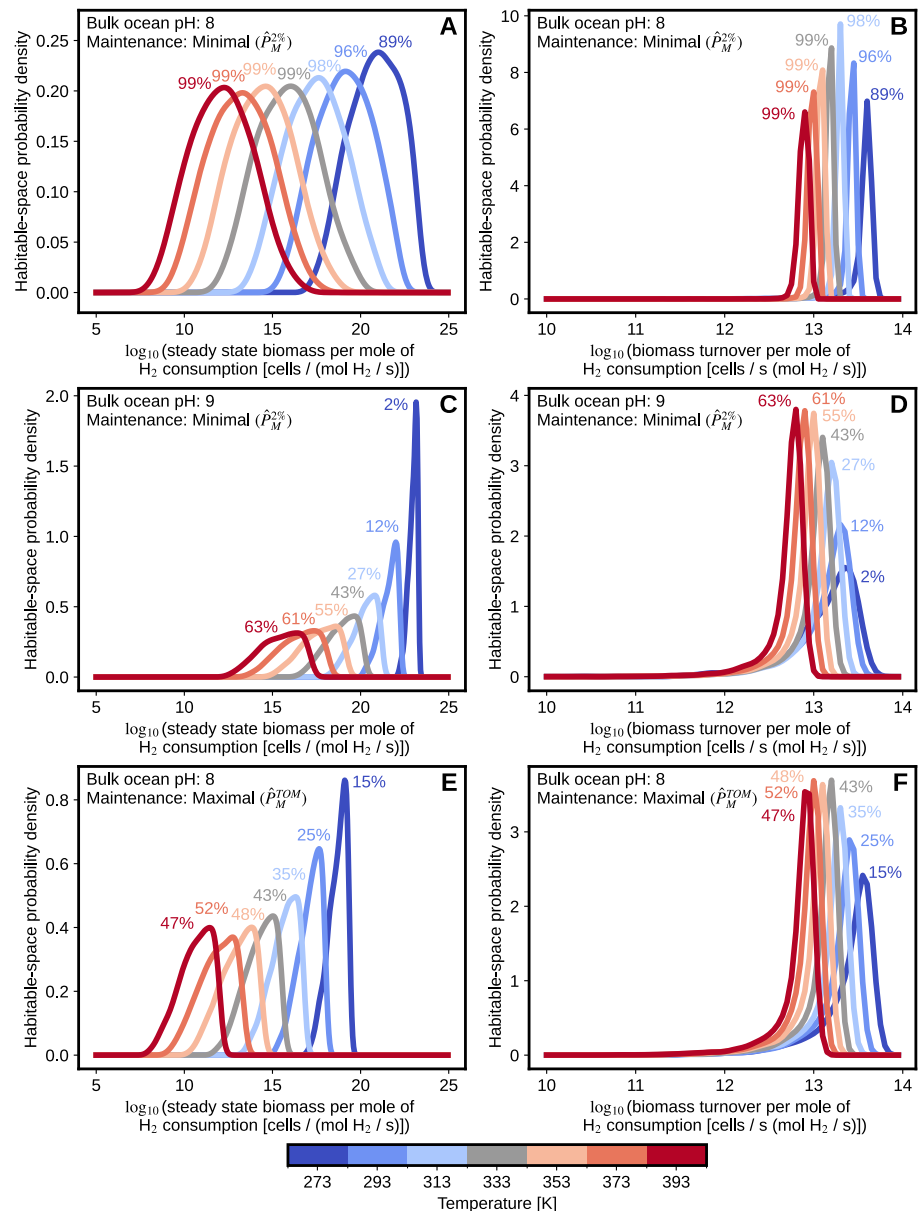 Bulk ocean pH: 8
Maintenance: Minimal (P̂_M^2%)
A
99%
99%
99%
99%
98%
96%
89%
0.25
0.20
0.15
0.10
0.05
0.00
Habitable-space probability density
5 10 15 20 25
log₁₀(steady state biomass per mole of
H₂ consumption [cells / (mol H₂ / s)])
Bulk ocean pH: 8
Maintenance: Minimal (P̂_M^2%)
B
99%
99%
99%
99%
98%
96%
89%
10
8
6
4
2
0
Habitable-space probability density
10 11 12 13 14
log₁₀(biomass turnover per mole of
H₂ consumption [cells / s (mol H₂ / s)])
Bulk ocean pH: 9
Maintenance: Minimal (P̂_M^2%)
C
63%
61%
55%
43%
27%
12%
2%
2.0
1.5
1.0
0.5
0.0
Habitable-space probability density
5 10 15 20 25
log₁₀(steady state biomass per mole of
H₂ consumption [cells / (mol H₂ / s)])
Bulk ocean pH: 9
Maintenance: Minimal (P̂_M^2%)
D
63%
61%
55%
43%
27%
12%
2%
4
3
2
1
0
Habitable-space probability density
10 11 12 13 14
log₁₀(biomass turnover per mole of
H₂ consumption [cells / s (mol H₂ / s)])
Bulk ocean pH: 8
Maintenance: Maximal (P̂_M^TOM)
E
47%
52%
48%
43%
35%
25%
15%
0.8
0.6
0.4
0.2
0.0
Habitable-space probability density
5 10 15 20 25
log₁₀(steady state biomass per mole of
H₂ consumption [cells / (mol H₂ / s)])
Bulk ocean pH: 8
Maintenance: Maximal (P̂_M^TOM)
F
47%
52%
48%
43%
35%
25%
15%
3
2
1
0
Habitable-space probability density
10 11 12 13 14
log₁₀(biomass turnover per mole of
H₂ consumption [cells / s (mol H₂ / s)])
273 293 313 333 353 373 393
Temperature [K]